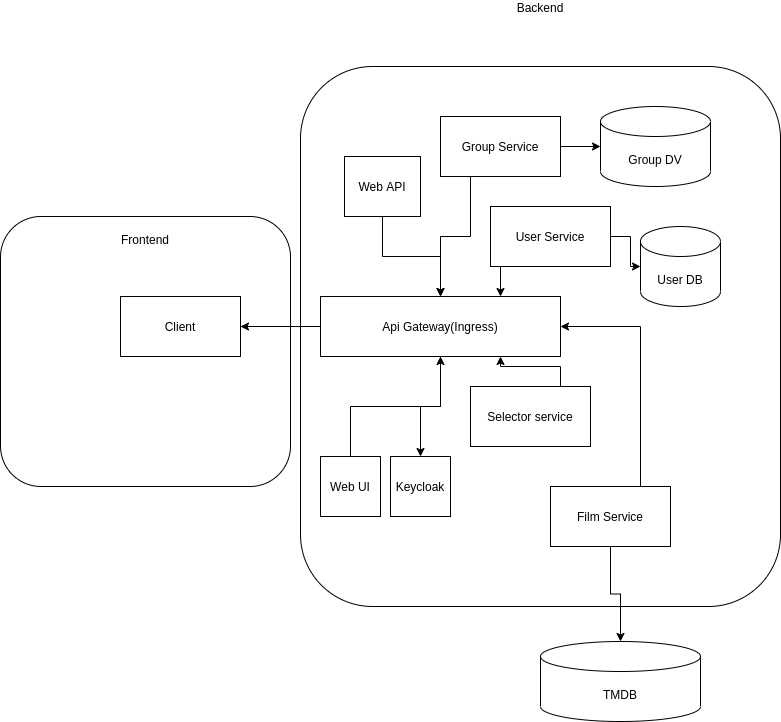 Backend
Group Service
Group DV
Web API
User Service
Frontend
User DB
Client
Api Gateway(Ingress)
Selector service
Web UI
Keycloak
Film Service
TMDB